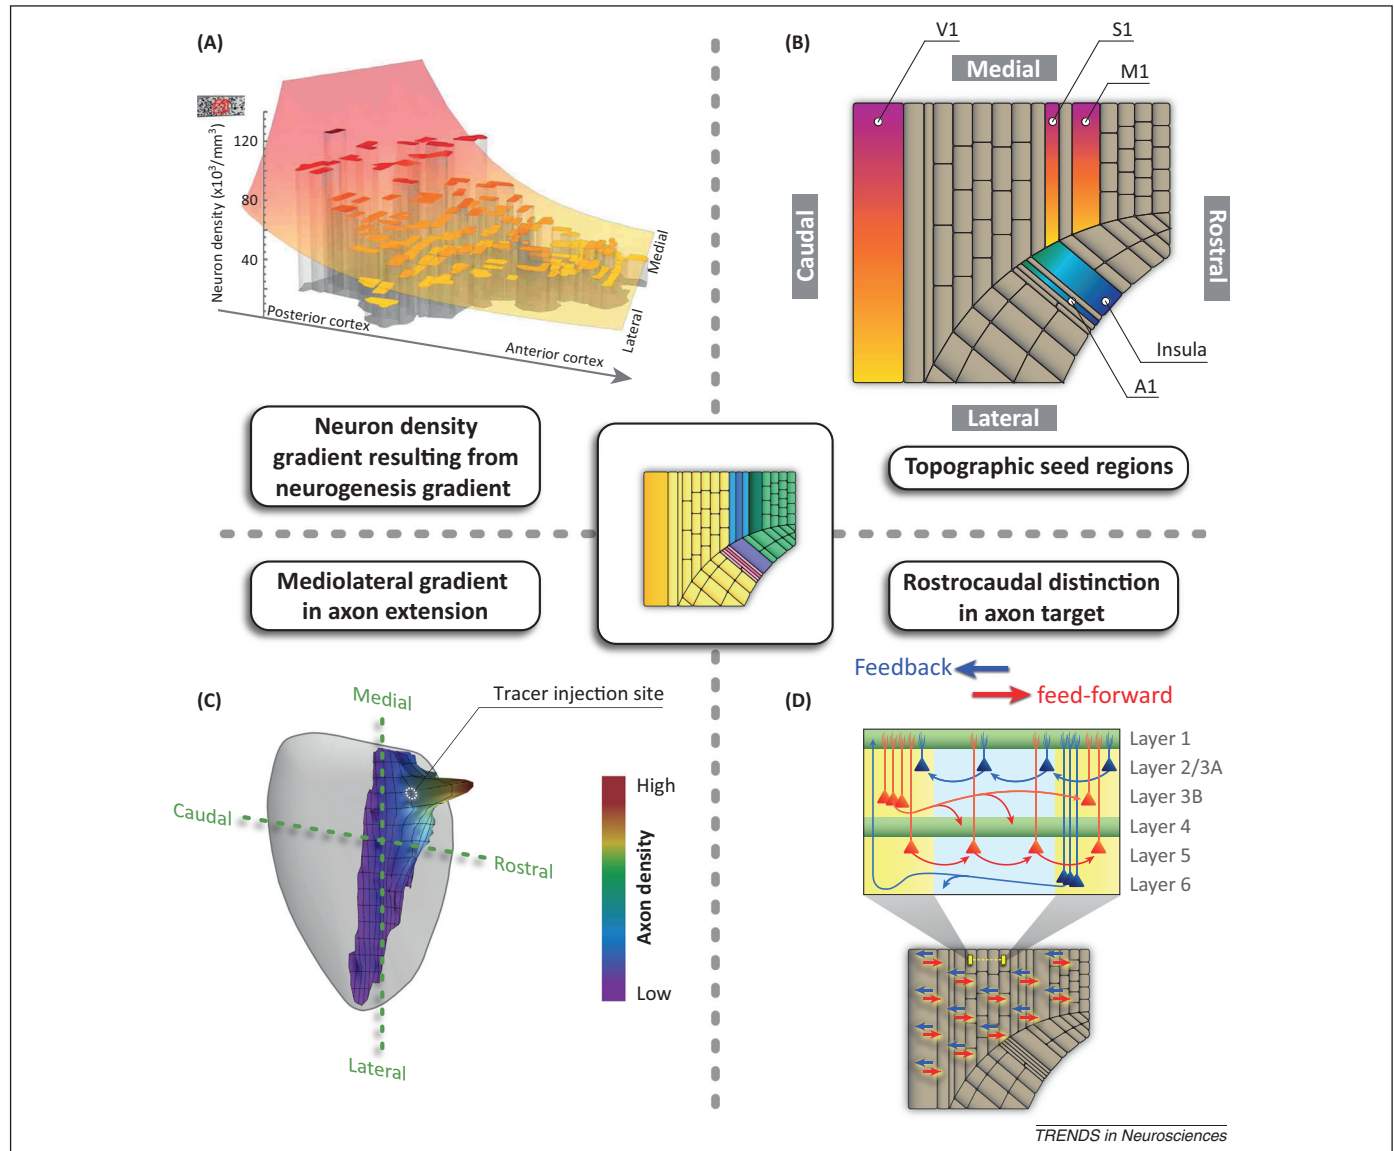 (A)
Neuron density (x10³/mm³)
120
80
40
Posterior cortex
Anterior cortex
Lateral
Medial
(B)
V1
S1
M1
Medial
Caudal
Rostral
Insula
A1
Lateral
Neuron density
gradient resulting from
neurogenesis gradient
Topographic seed regions
Mediolateral gradient
in axon extension
Rostrocaudal distinction
in axon target
(C)
Medial
Tracer injection site
Caudal
Rostral
Lateral
High
Axon density
Low
Feedback
feed-forward
(D)
Layer 1
Layer 2/3A
Layer 3B
Layer 4
Layer 5
Layer 6
TRENDS in Neurosciences